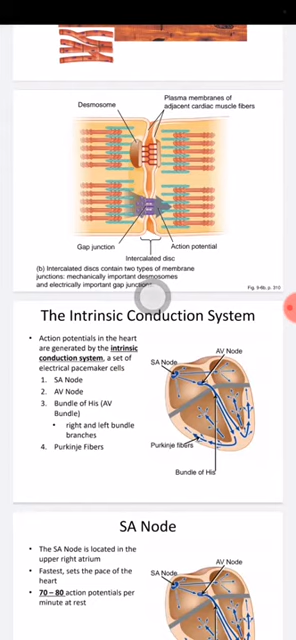 Desmosome
Plasma membranes of
adjacent cardiac muscle fibers
Gap junction
Action potential
Intercalated disc
(b) Intercalated discs contain two types of membrane
junctions: mechanically important desmosomes
and electrically important gap junctions
Fig. 9-6b, p. 310
The Intrinsic Conduction System
• Action potentials in the heart
are generated by the intrinsic
conduction system, a set of
electrical pacemaker cells
1. SA Node
2. AV Node
3. Bundle of His (AV
Bundle)
• right and left bundle
branches
4. Purkinje Fibers
AV Node
SA Node
Purkinje fibers
Bundle of His
SA Node
• The SA Node is located in the
upper right atrium
• Fastest, sets the pace of the
heart
• 70 – 80 action potentials per
minute at rest
AV Node
SA Node